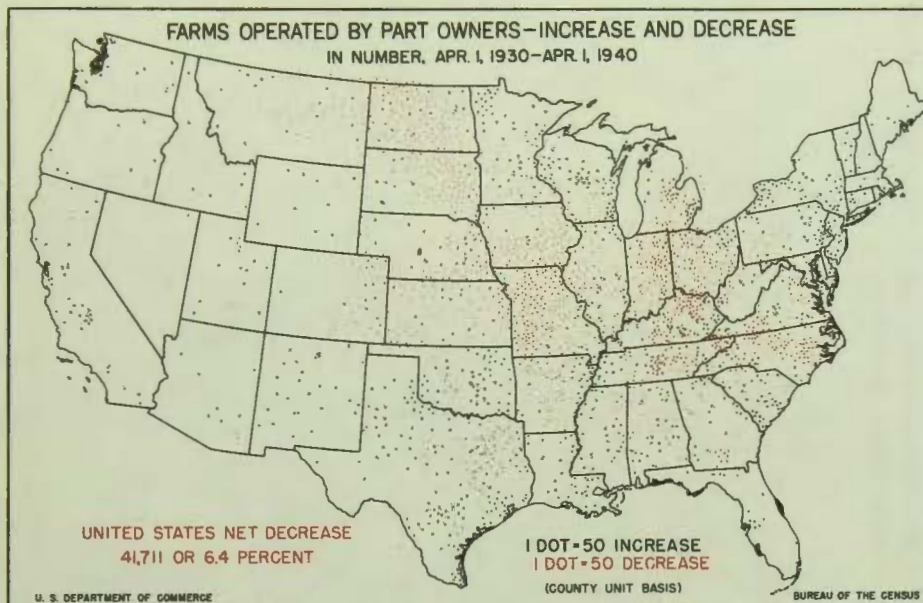 FARMS OPERATED BY PART OWNERS—INCREASE AND DECREASE
IN NUMBER, APR. 1, 1930—APR. 1, 1940
UNITED STATES NET DECREASE
41,711 OR 6.4 PERCENT
1 DOT=50 INCREASE
1 DOT=50 DECREASE
(COUNTY UNIT BASIS)
U. S. DEPARTMENT OF COMMERCE
BUREAU OF THE CENSUS